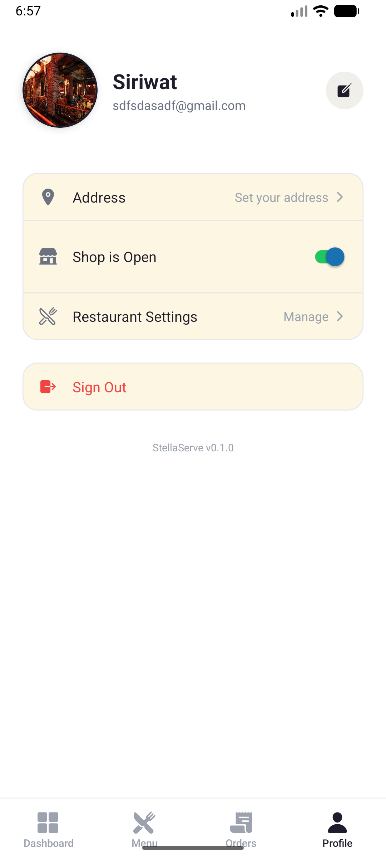 6:57
Siriwat
sdfsdasadf@gmail.com
Address Set your address
Shop is Open
Restaurant Settings Manage
Sign Out
StellaServe v0.1.0
Dashboard Menu Orders Profile